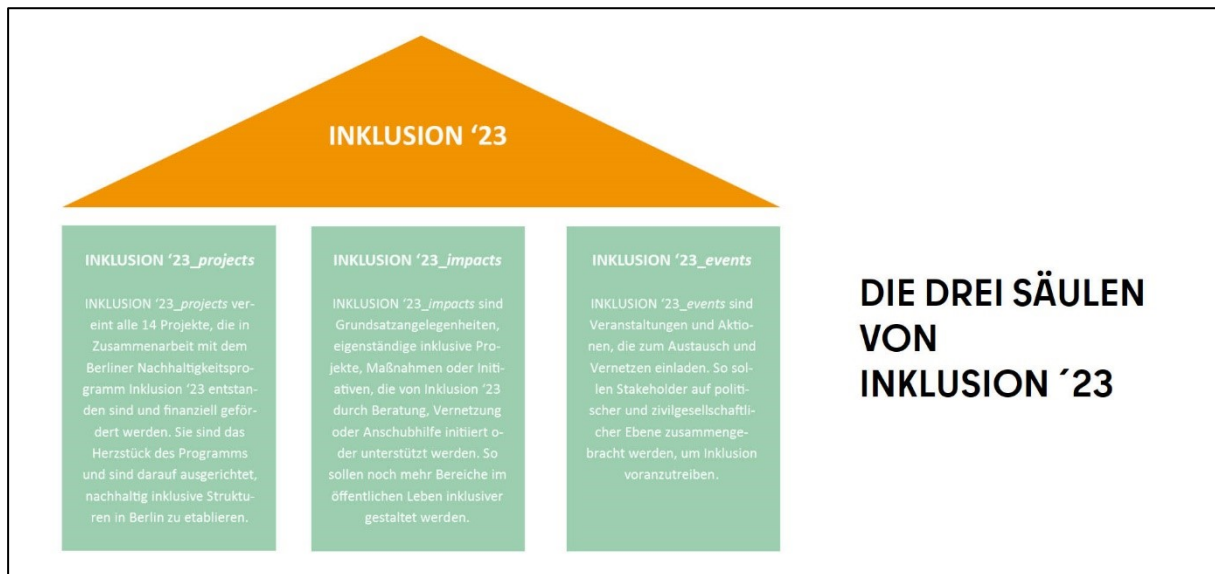 INKLUSION ‘23
INKLUSION ‘23_projects
INKLUSION ‘23_projects ver-
eint alle 14 Projekte, die in
Zusammenarbeit mit dem
Berliner Nachhaltigkeitspro-
gramm Inklusion ‘23 entstan-
den sind und finanziell geför-
dert werden. Sie sind das
Herzstück des Programms
und sind darauf ausgerichtet,
nachhaltig inklusive Struktu-
ren in Berlin zu etablieren.
INKLUSION ‘23_impacts
INKLUSION ‘23_impacts sind
Grundsatzangelegenheiten,
eigenständige inklusive Pro-
jekte, Maßnahmen oder Initi-
ativen, die von Inklusion ‘23
durch Beratung, Vernetzung
oder Anschubhilfe initiiert o-
der unterstützt werden. So
sollen noch mehr Bereiche im
öffentlichen Leben inklusiver
gestaltet werden.
INKLUSION ‘23_events
INKLUSION ‘23_events sind
Veranstaltungen und Aktio-
nen, die zum Austausch und
Vernetzen einladen. So sol-
len Stakeholder auf politi-
scher und zivilgesellschaftli-
cher Ebene zusammenge-
bracht werden, um Inklusion
voranzutreiben.
DIE DREI SÄULEN
VON
INKLUSION ´23